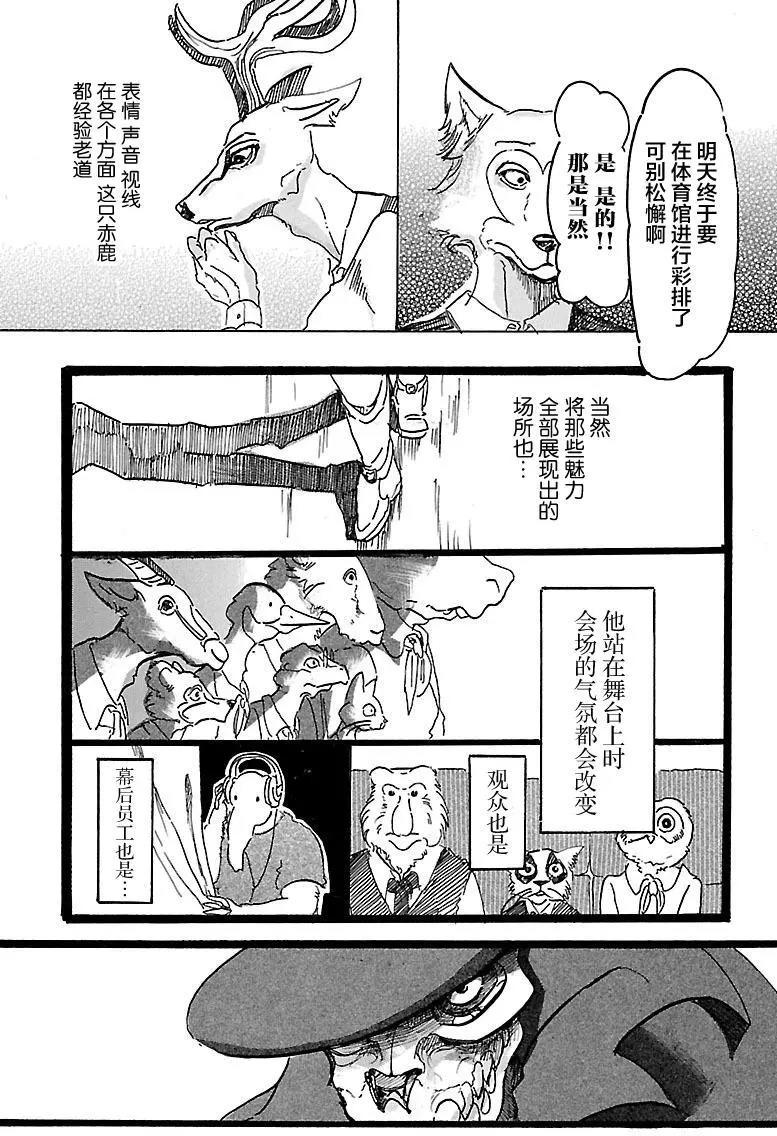 明天终于要
在体育馆进行彩排了
可别松懈啊
是 是的!!
那是当然
表情 声音 视线
在各个方面 这只赤鹿
都经验老道
当然
将那些魅力
全部展现出的
场所也…
他站在舞台上时
会场的气氛都会改变
观众也是
幕后员工也是…